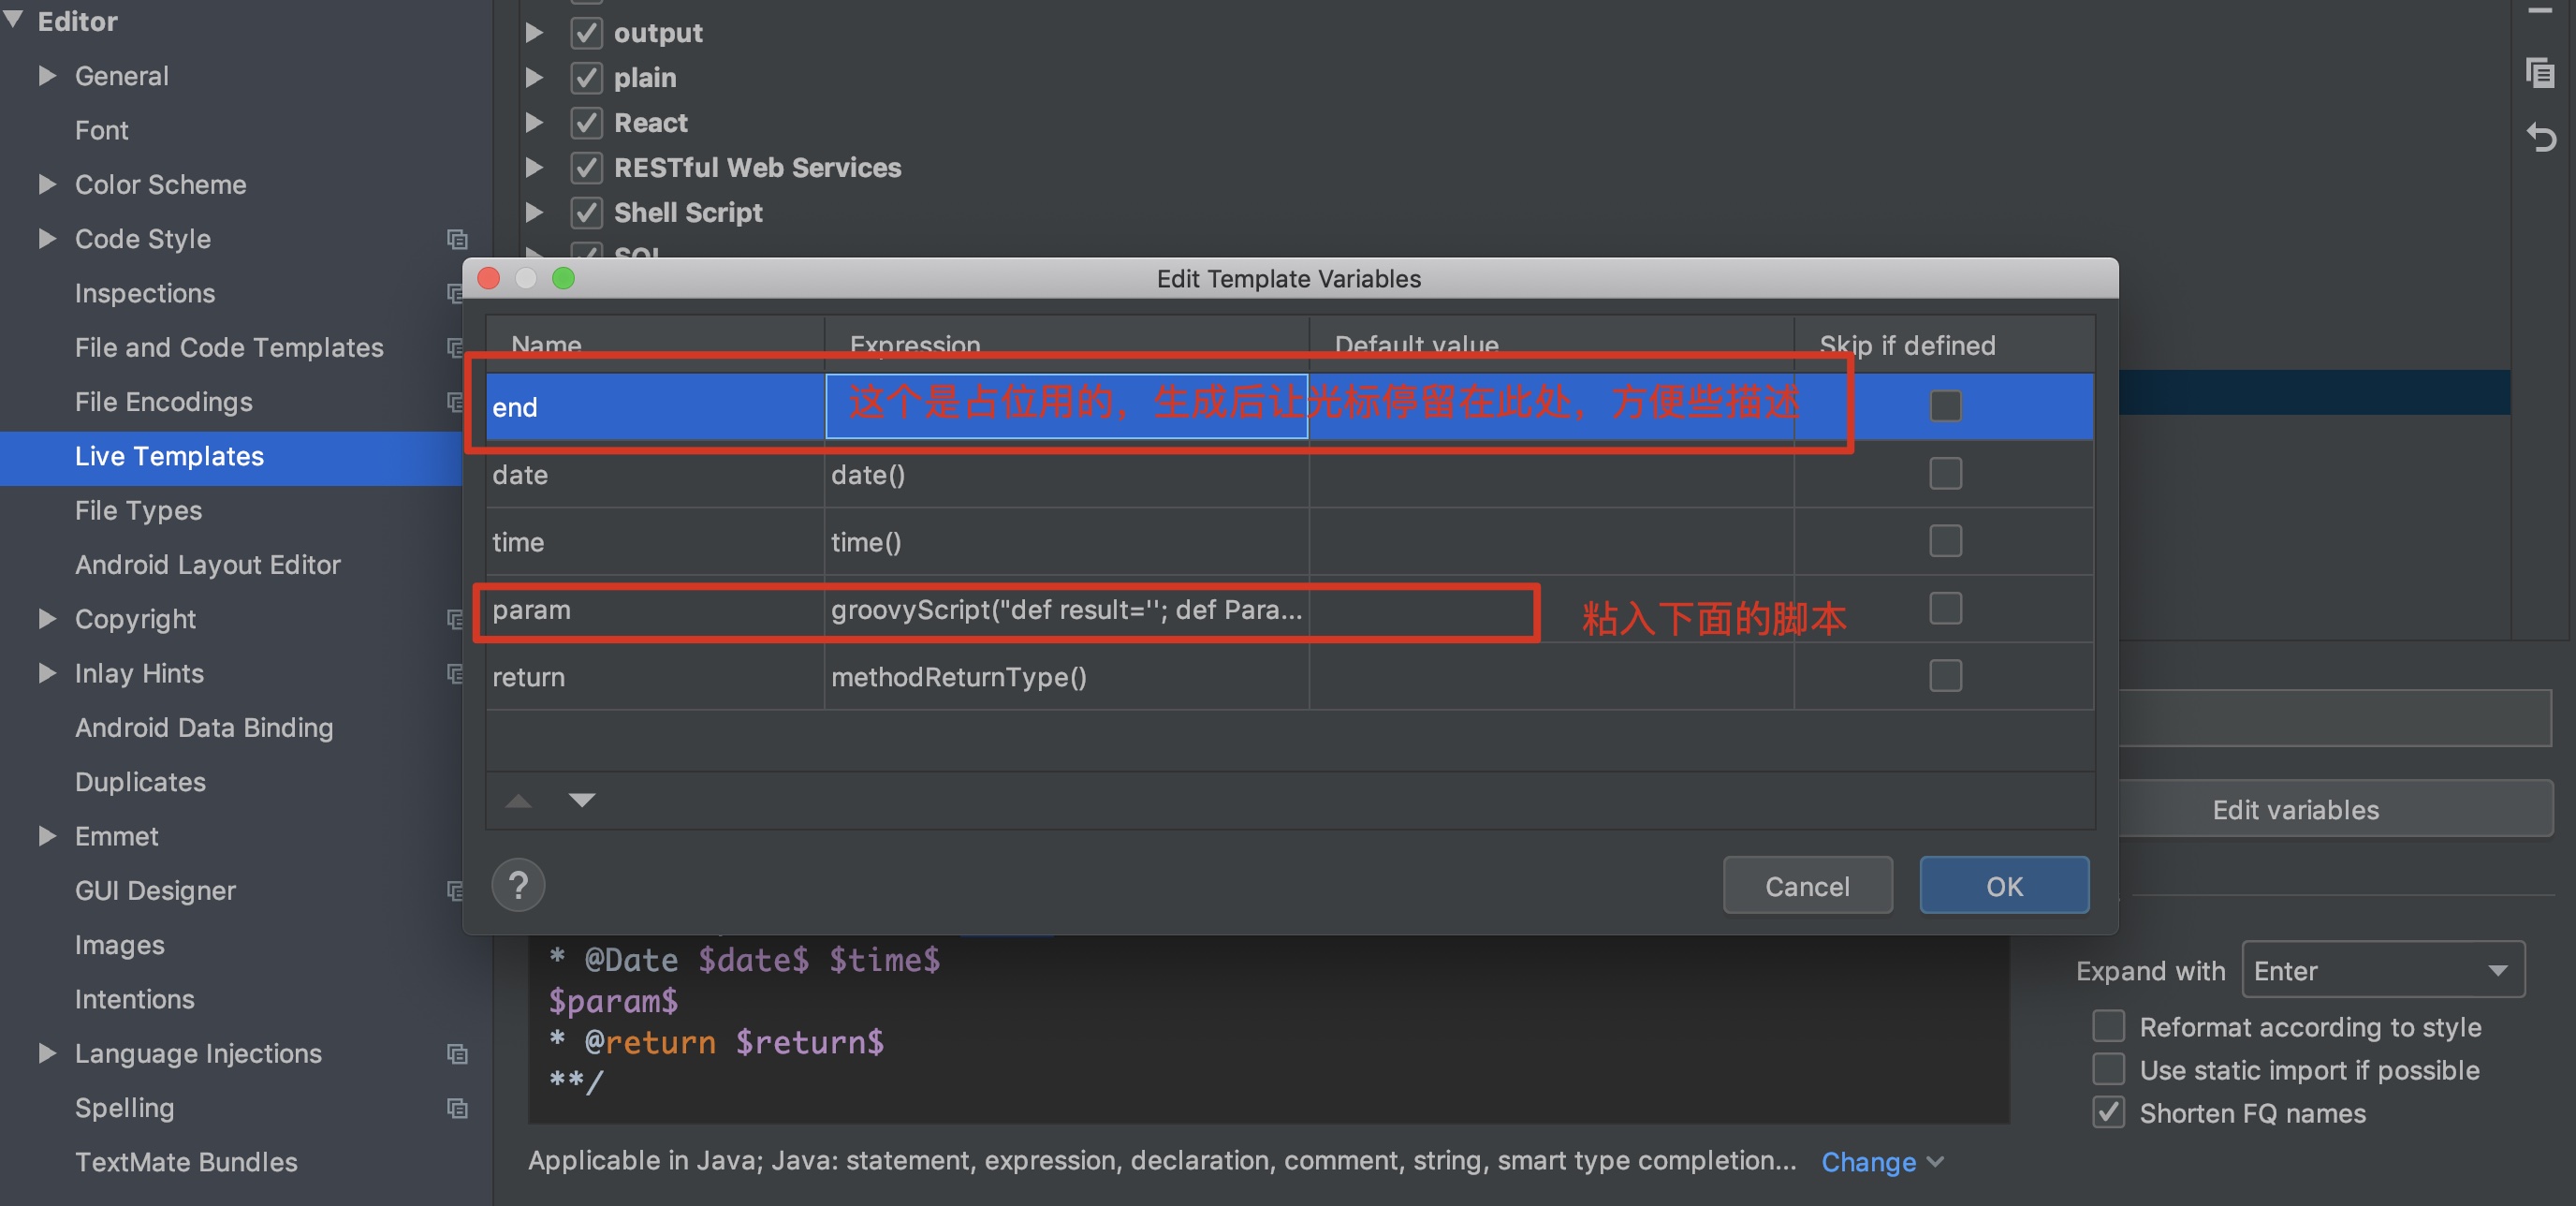 Editor
General
Font
Color Scheme
Code Style
Inspections
File and Code Templates
File Encodings
Live Templates
File Types
Android Layout Editor
Copyright
Inlay Hints
Android Data Binding
Duplicates
Emmet
GUI Designer
Images
Intentions
Language Injections
Spelling
TextMate Bundles
output
plain
React
RESTful Web Services
Shell Script
SQL
Edit Template Variables
Name Expression Default value Skip if defined
end 这个是占位用的，生成后让光标停留在此处，方便些描述
date date()
time time()
param groovyScript("def result=''; def Para... 粘入下面的脚本
return methodReturnType()
? Cancel OK
Edit variables
* @Date $date$ $time$
$param$
* @return $return$
**/
Expand with Enter
Reformat according to style
Use static import if possible
Shorten FQ names
Applicable in Java; Java: statement, expression, declaration, comment, string, smart type completion... Change